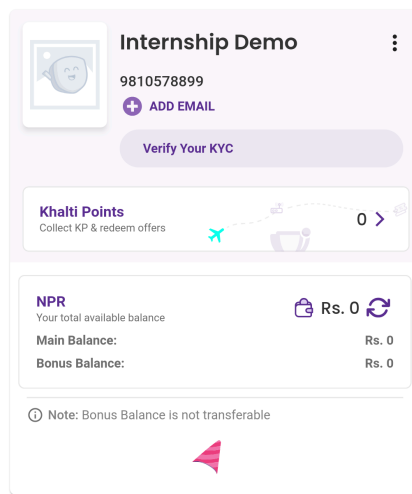 Internship Demo
9810578899
ADD EMAIL
Verify Your KYC
Khalti Points
Collect KP & redeem offers
0
NPR
Your total available balance
Rs. 0
Main Balance: Rs. 0
Bonus Balance: Rs. 0
Note: Bonus Balance is not transferable